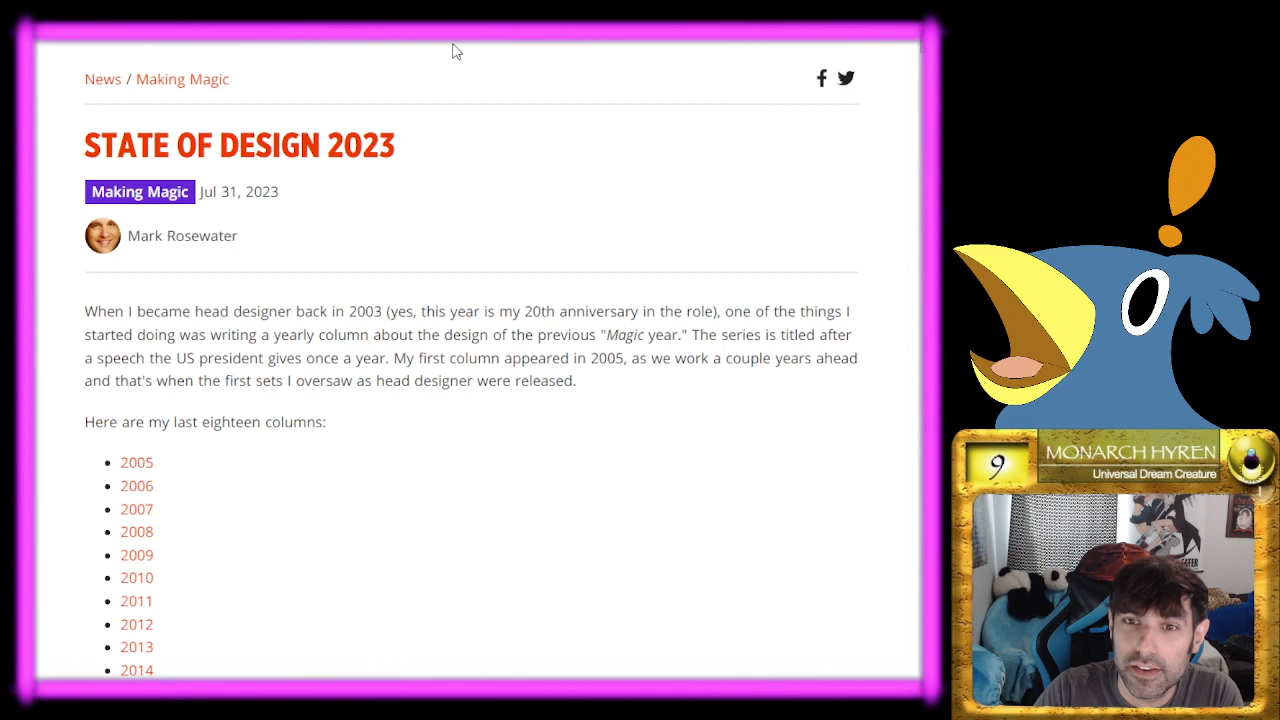 News / Making Magic
STATE OF DESIGN 2023
Making Magic Jul 31, 2023
Mark Rosewater
When I became head designer back in 2003 (yes, this year is my 20th anniversary in the role), one of the things I
started doing was writing a yearly column about the design of the previous "Magic year." The series is titled after
a speech the US president gives once a year. My first column appeared in 2005, as we work a couple years ahead
and that's when the first sets I oversaw as head designer were released.
Here are my last eighteen columns:
• 2005
• 2006
• 2007
• 2008
• 2009
• 2010
• 2011
• 2012
• 2013
• 2014
9
MONARCH HYREN
Universal Dream Creature